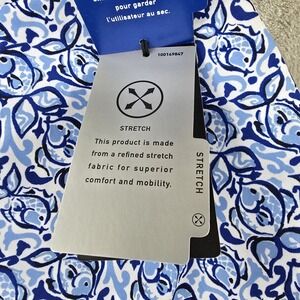 pour garder
l'utilisateur au sec.
100169847
STRETCH
This product is made
from a refined stretch
fabric for superior
comfort and mobility.
STRETCH